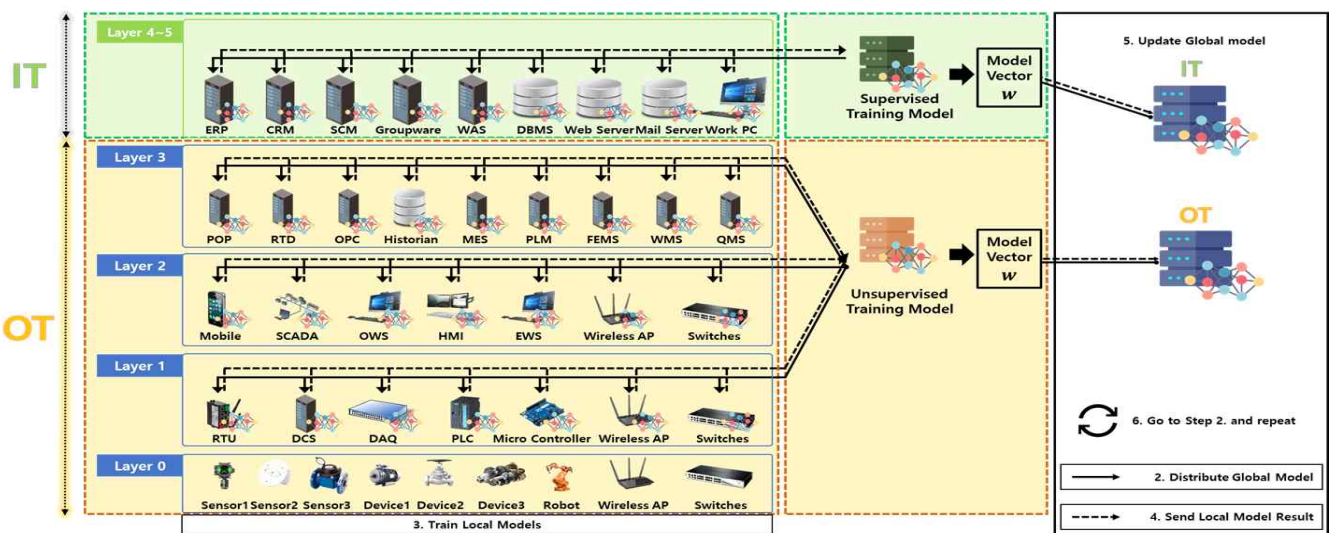 IT
Layer 4~5
ERP CRM SCM Groupware WAS DBMS Web Server Mail Server Work PC
Supervised
Training Model
Model
Vector
w
5. Update Global model
IT
OT
Layer 3
POP RTD OPC Historian MES PLM FEMS WMS QMS
Layer 2
Mobile SCADA OWS HMI EWS Wireless AP Switches
Unsupervised
Training Model
Model
Vector
w
OT
Layer 1
RTU DCS DAQ PLC Micro Controller Wireless AP Switches
Layer 0
Sensor1 Sensor2 Sensor3 Device1 Device2 Device3 Robot Wireless AP Switches
3. Train Local Models
6. Go to Step 2. and repeat
2. Distribute Global Model
4. Send Local Model Result